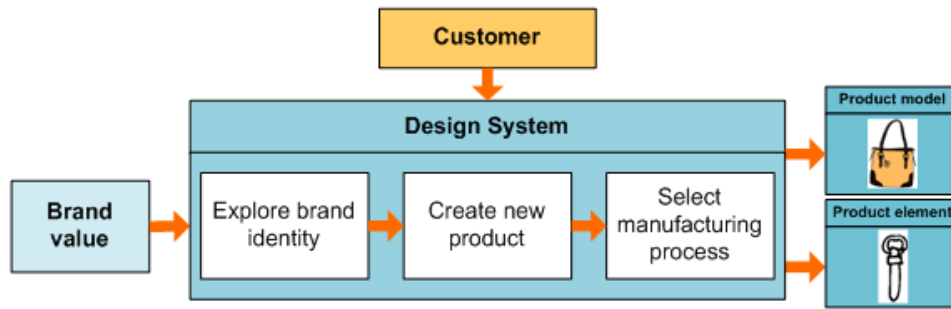 Customer
Design System
Product model
Brand
value
Explore brand
identity
Create new
product
Select
manufacturing
process
Product element